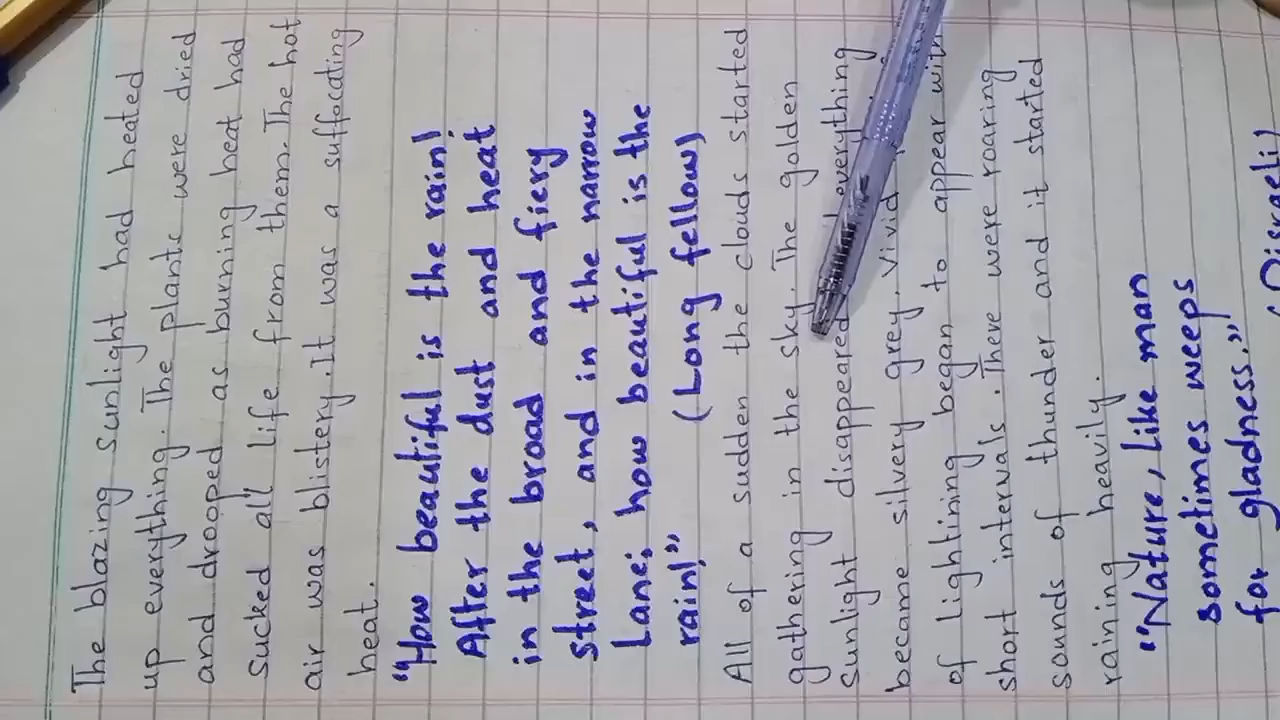 The blazing sunlight had heated
up everything. The plants were dried
and drooped as burning heat had
sucked all life from them. The hot
air was blistery. It was a suffocating
heat.
"How beautiful is the rain!
After the dust and heat
in the broad and fiery
street, and in the narrow
Lane; how beautiful is the
rain!" (Long fellow)
All of a sudden the clouds started
gathering in the sky. The golden
sunlight disappeared everything
became silvery grey. Vivid
of lightining began to appear with
short intervals. There were roaring
sounds of thunder and it started
raining heavily.
"Nature, Like man
sometimes weeps
for gladness."
(Disraeli)